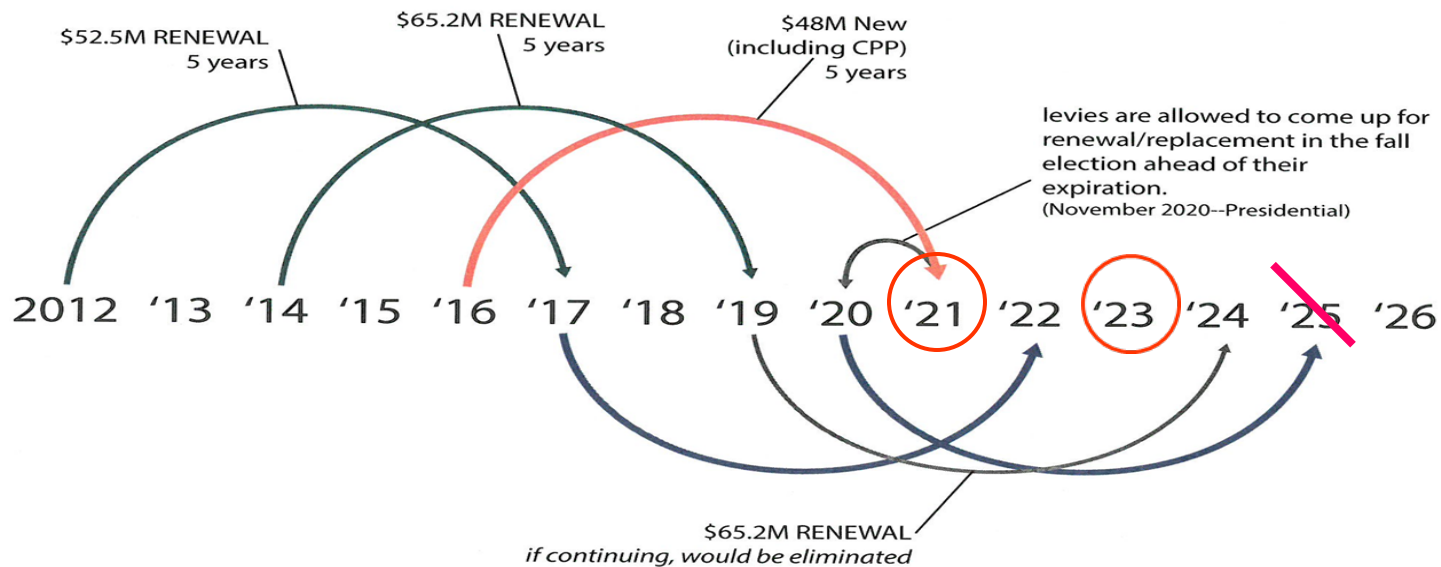 $52.5M RENEWAL
5 years
$65.2M RENEWAL
5 years
$48M New
(including CPP)
5 years
levies are allowed to come up for
renewal/replacement in the fall
election ahead of their
expiration.
(November 2020--Presidential)
2012 ‘13 ‘14 ‘15 ‘16 ‘17 ‘18 ‘19 ‘20 ‘21 ‘22 ‘23 ‘24 ‘25 ‘26
$65.2M RENEWAL
if continuing, would be eliminated